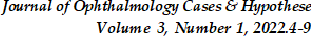 Journal of Ophthalmology Cases & Hypothese
Volume 3, Number 1, 2022.4-9